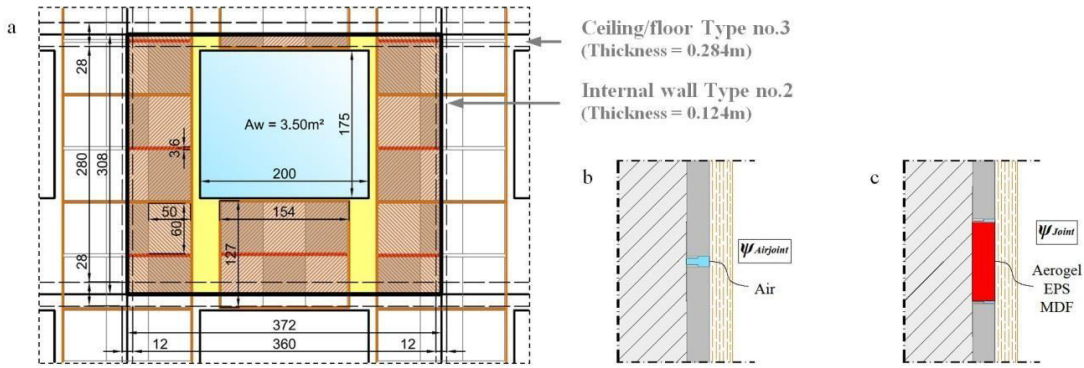 a
Ceiling/floor Type no.3
(Thickness = 0.284m)
Internal wall Type no.2
(Thickness = 0.124m)
28
280
308
28
3.6
Aw = 3.50m²
175
200
50
60
154
127
372
12
360
12
b
ΨAirjoint
Air
c
ΨJoint
Aerogel
EPS
MDF